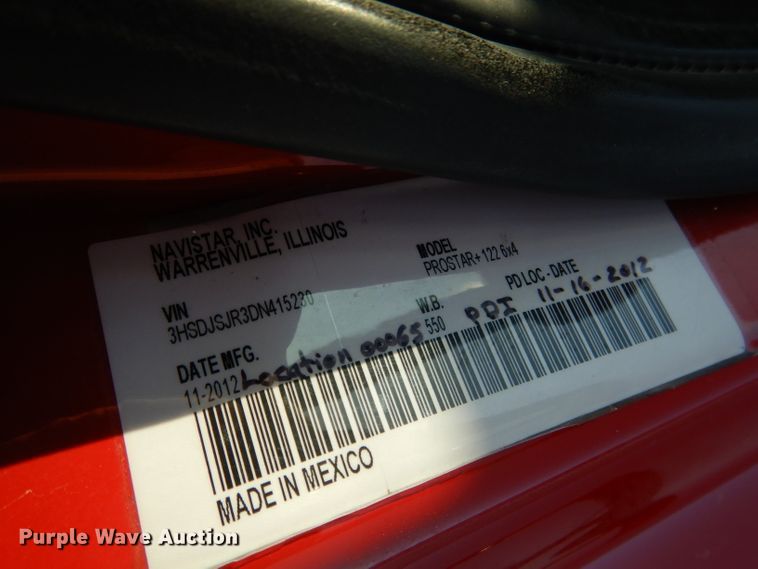 NAVISTAR, INC.
WARRENVILLE, ILLINOIS
MODEL
PROSTAR+ 122 6x4
VIN
3HSDJSJR3DN415230
W.B.
550
PD LOC - DATE
PDI 11-16-2012
DATE MFG.
11-2012 Location 00065
MADE IN MEXICO
Purple Wave Auction